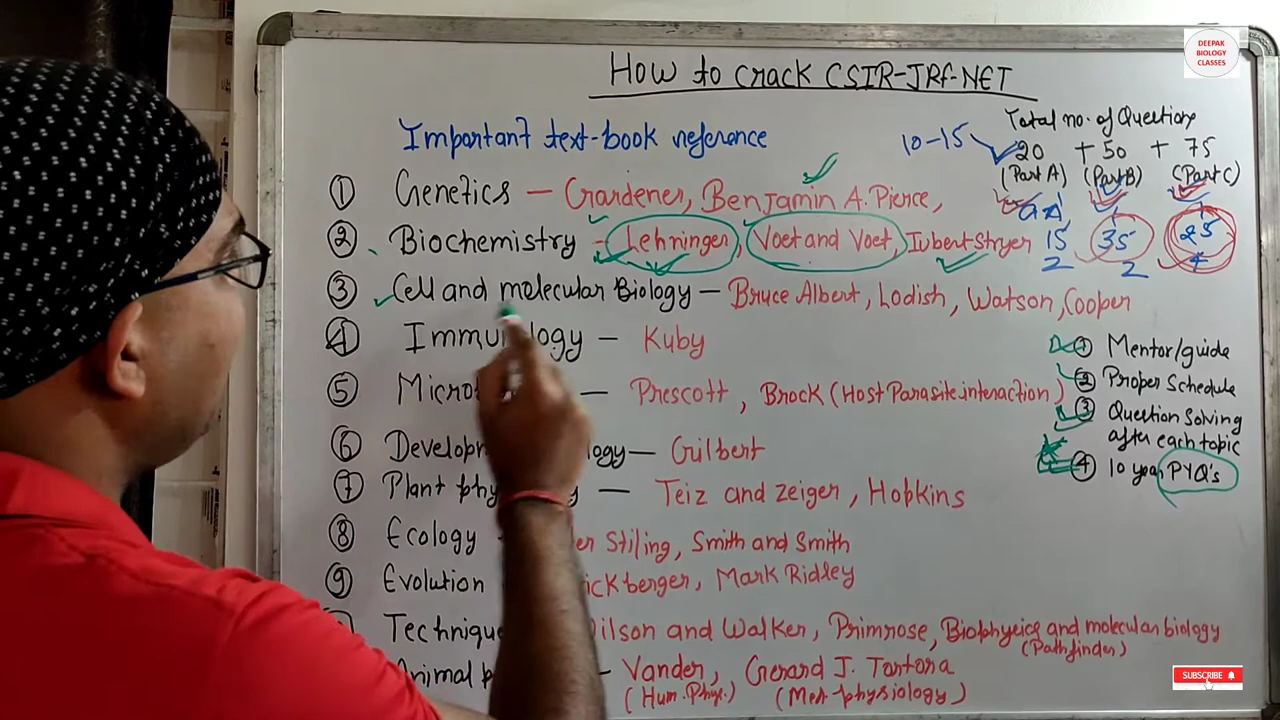 DEEPAK
BIOLOGY
CLASSES
How to crack CSIR-JRF-NET
Important text-book reference
10-15
Total no. of Question
20 + 50 + 75
(Part A) (Part B) (Part C)
① Genetics – Gardener, Benjamin A. Pierce,
② Biochemistry - Lehninger, Voet and Voet, Iubert Stryer
15 35 25
2 2 4
③ Cell and molecular Biology – Bruce Albert, Lodish, Watson, Cooper
④ Immu logy – Kuby
⑤ Micro – Prescott, Brock (Host Parasite interaction)
⑥ Develop logy – Gilbert
⑦ Plant phy y – Teiz and zeiger, Hopkins
⑧ Ecology er Stiling, Smith and Smith
⑨ Evolution ickberger, Mark Ridley
Technique ilson and Walker, Primrose, Biophysics and molecular biology
(Pathfinder)
Animal p – Vander, Gerard J. Tortora
(Hum. Phys.) (Med. physiology)
① Mentor/guide
② Proper Schedule
③ Question Solving
after each topic
④ 10 year PYQ's
SUBSCRIBE